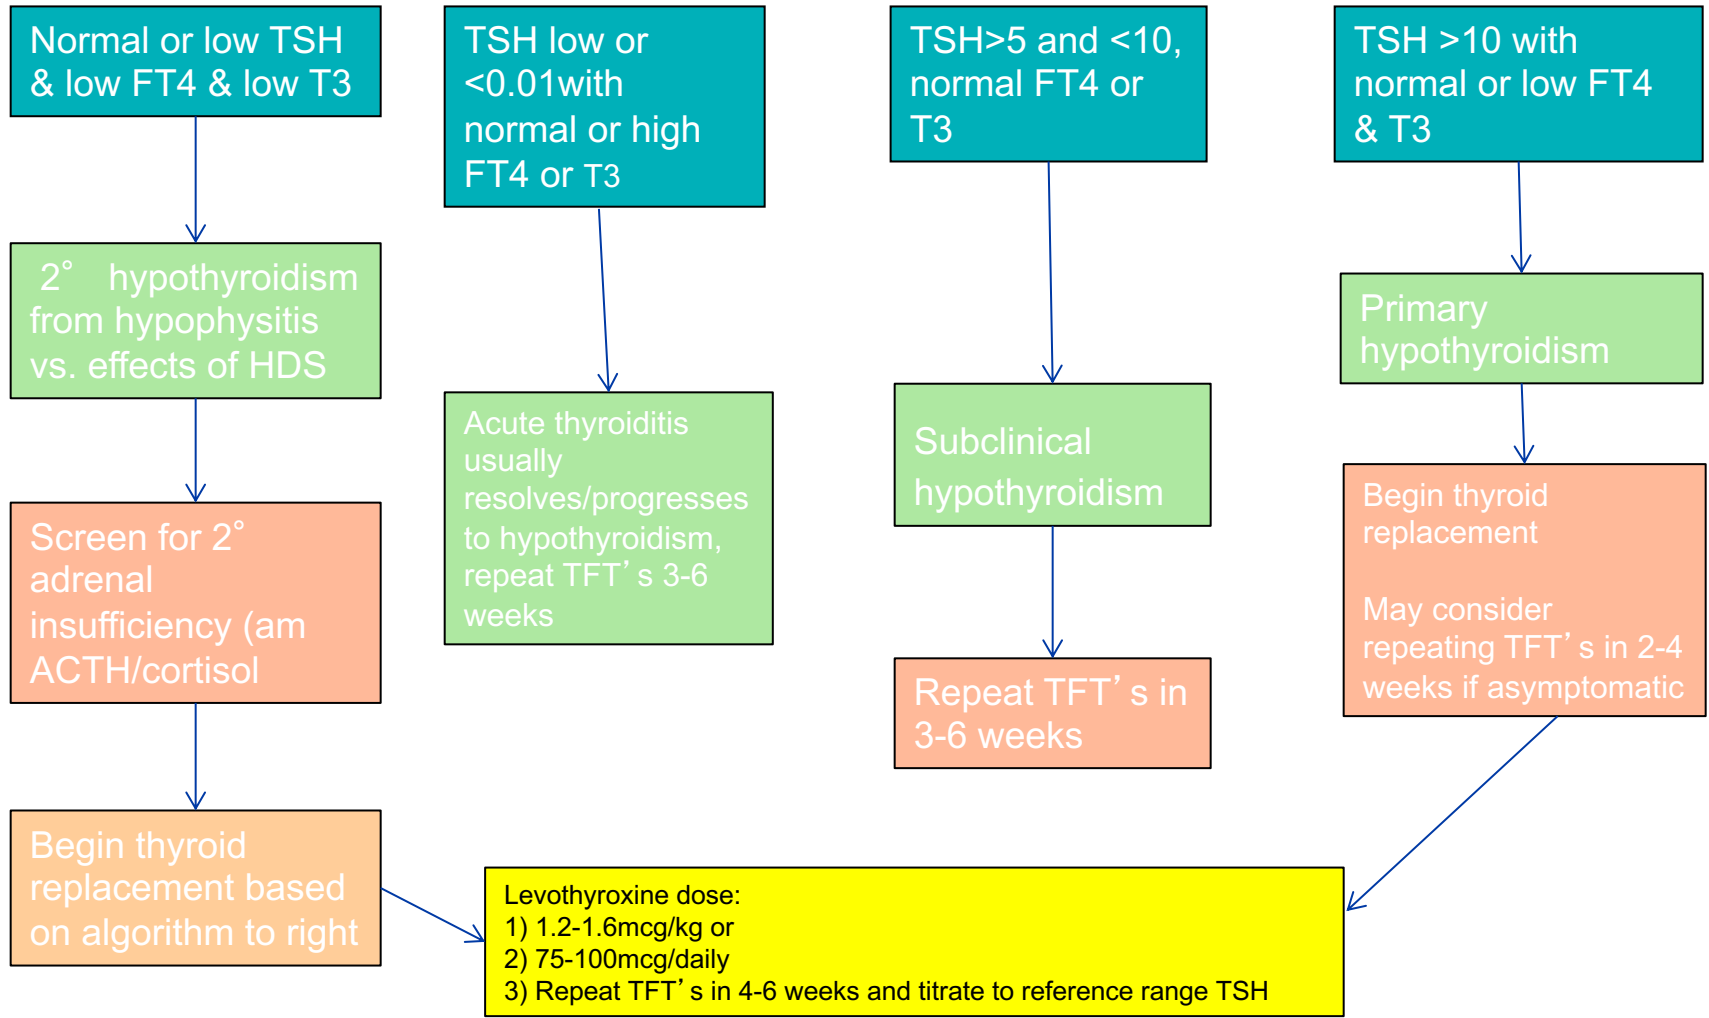 Normal or low TSH
& low FT4 & low T3
2° hypothyroidism
from hypophysitis
vs. effects of HDS
Screen for 2°
adrenal
insufficiency (am
ACTH/cortisol
Begin thyroid
replacement based
on algorithm to right
TSH low or
<0.01with
normal or high
FT4 or T3
Acute thyroiditis
usually
resolves/progresses
to hypothyroidism,
repeat TFT’s 3-6
weeks
TSH>5 and <10,
normal FT4 or
T3
Subclinical
hypothyroidism
Repeat TFT’s in
3-6 weeks
TSH >10 with
normal or low FT4
& T3
Primary
hypothyroidism
Begin thyroid
replacement
May consider
repeating TFT’s in 2-4
weeks if asymptomatic
Levothyroxine dose:
1) 1.2-1.6mcg/kg or
2) 75-100mcg/daily
3) Repeat TFT’s in 4-6 weeks and titrate to reference range TSH